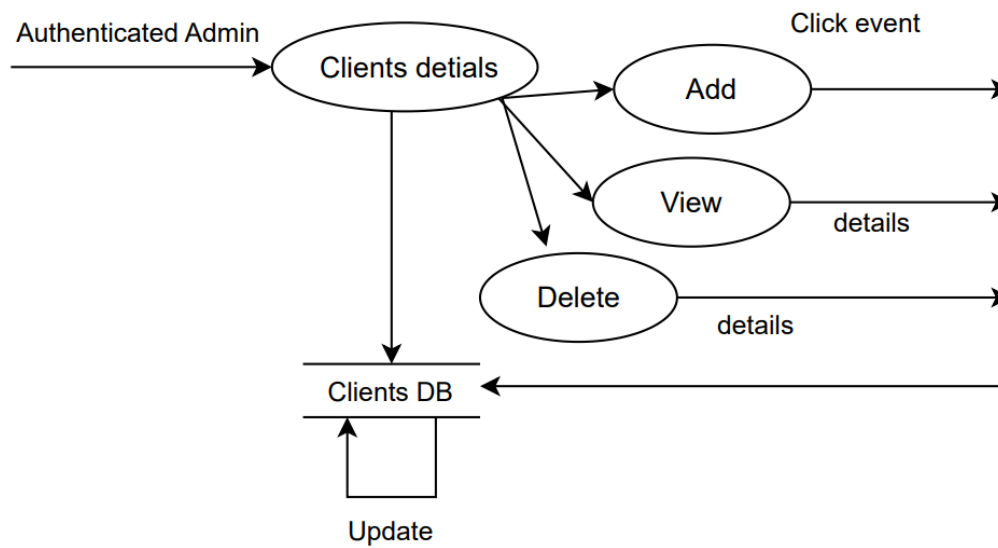 Authenticated Admin
Click event
Clients detials
Add
View
details
Delete
details
Clients DB
Update